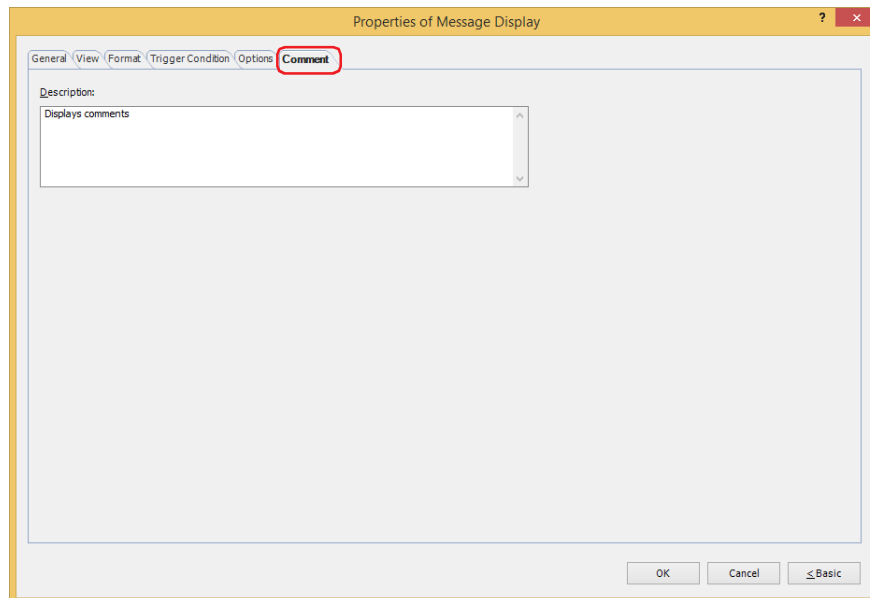 Properties of Message Display ? ×
General View Format Trigger Condition Options Comment
Description:
Displays comments
OK Cancel < Basic